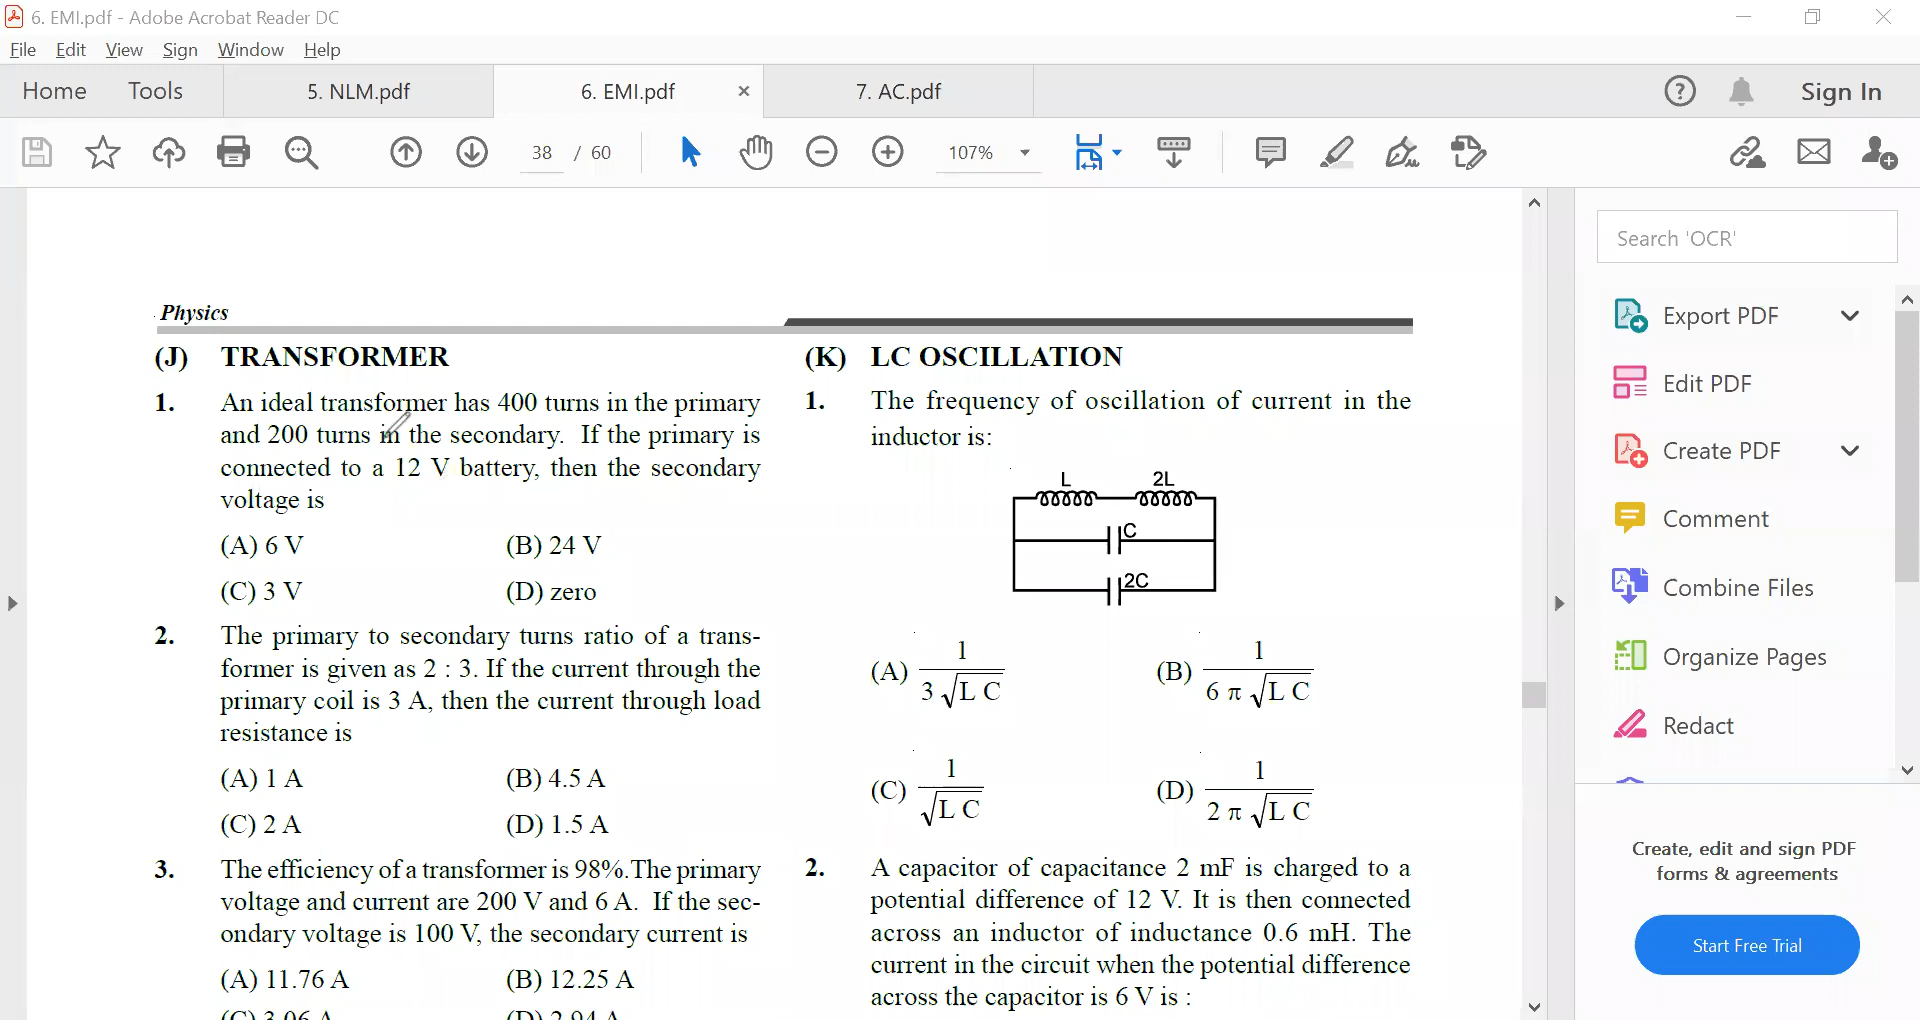 6. EMI.pdf - Adobe Acrobat Reader DC
File Edit View Sign Window Help
Home Tools 5. NLM.pdf 6. EMI.pdf × 7. AC.pdf Sign In
38 / 60 107%
Search 'OCR'
Export PDF
Edit PDF
Create PDF
Comment
Combine Files
Organize Pages
Redact
Create, edit and sign PDF
forms & agreements
Start Free Trial
Physics
(J) TRANSFORMER
1. An ideal transformer has 400 turns in the primary
and 200 turns in the secondary. If the primary is
connected to a 12 V battery, then the secondary
voltage is
(A) 6 V (B) 24 V
(C) 3 V (D) zero
2. The primary to secondary turns ratio of a trans-
former is given as 2 : 3. If the current through the
primary coil is 3 A, then the current through load
resistance is
(A) 1 A (B) 4.5 A
(C) 2 A (D) 1.5 A
3. The efficiency of a transformer is 98%.The primary
voltage and current are 200 V and 6 A. If the sec-
ondary voltage is 100 V, the secondary current is
(A) 11.76 A (B) 12.25 A
(C) 3.06 A (D) 2.94 A
(K) LC OSCILLATION
1. The frequency of oscillation of current in the
inductor is:
L 2L
C
2C
(A) 1 / 3 √L C (B) 1 / 6 π √L C
(C) 1 / √L C (D) 1 / 2 π √L C
2. A capacitor of capacitance 2 mF is charged to a
potential difference of 12 V. It is then connected
across an inductor of inductance 0.6 mH. The
current in the circuit when the potential difference
across the capacitor is 6 V is :